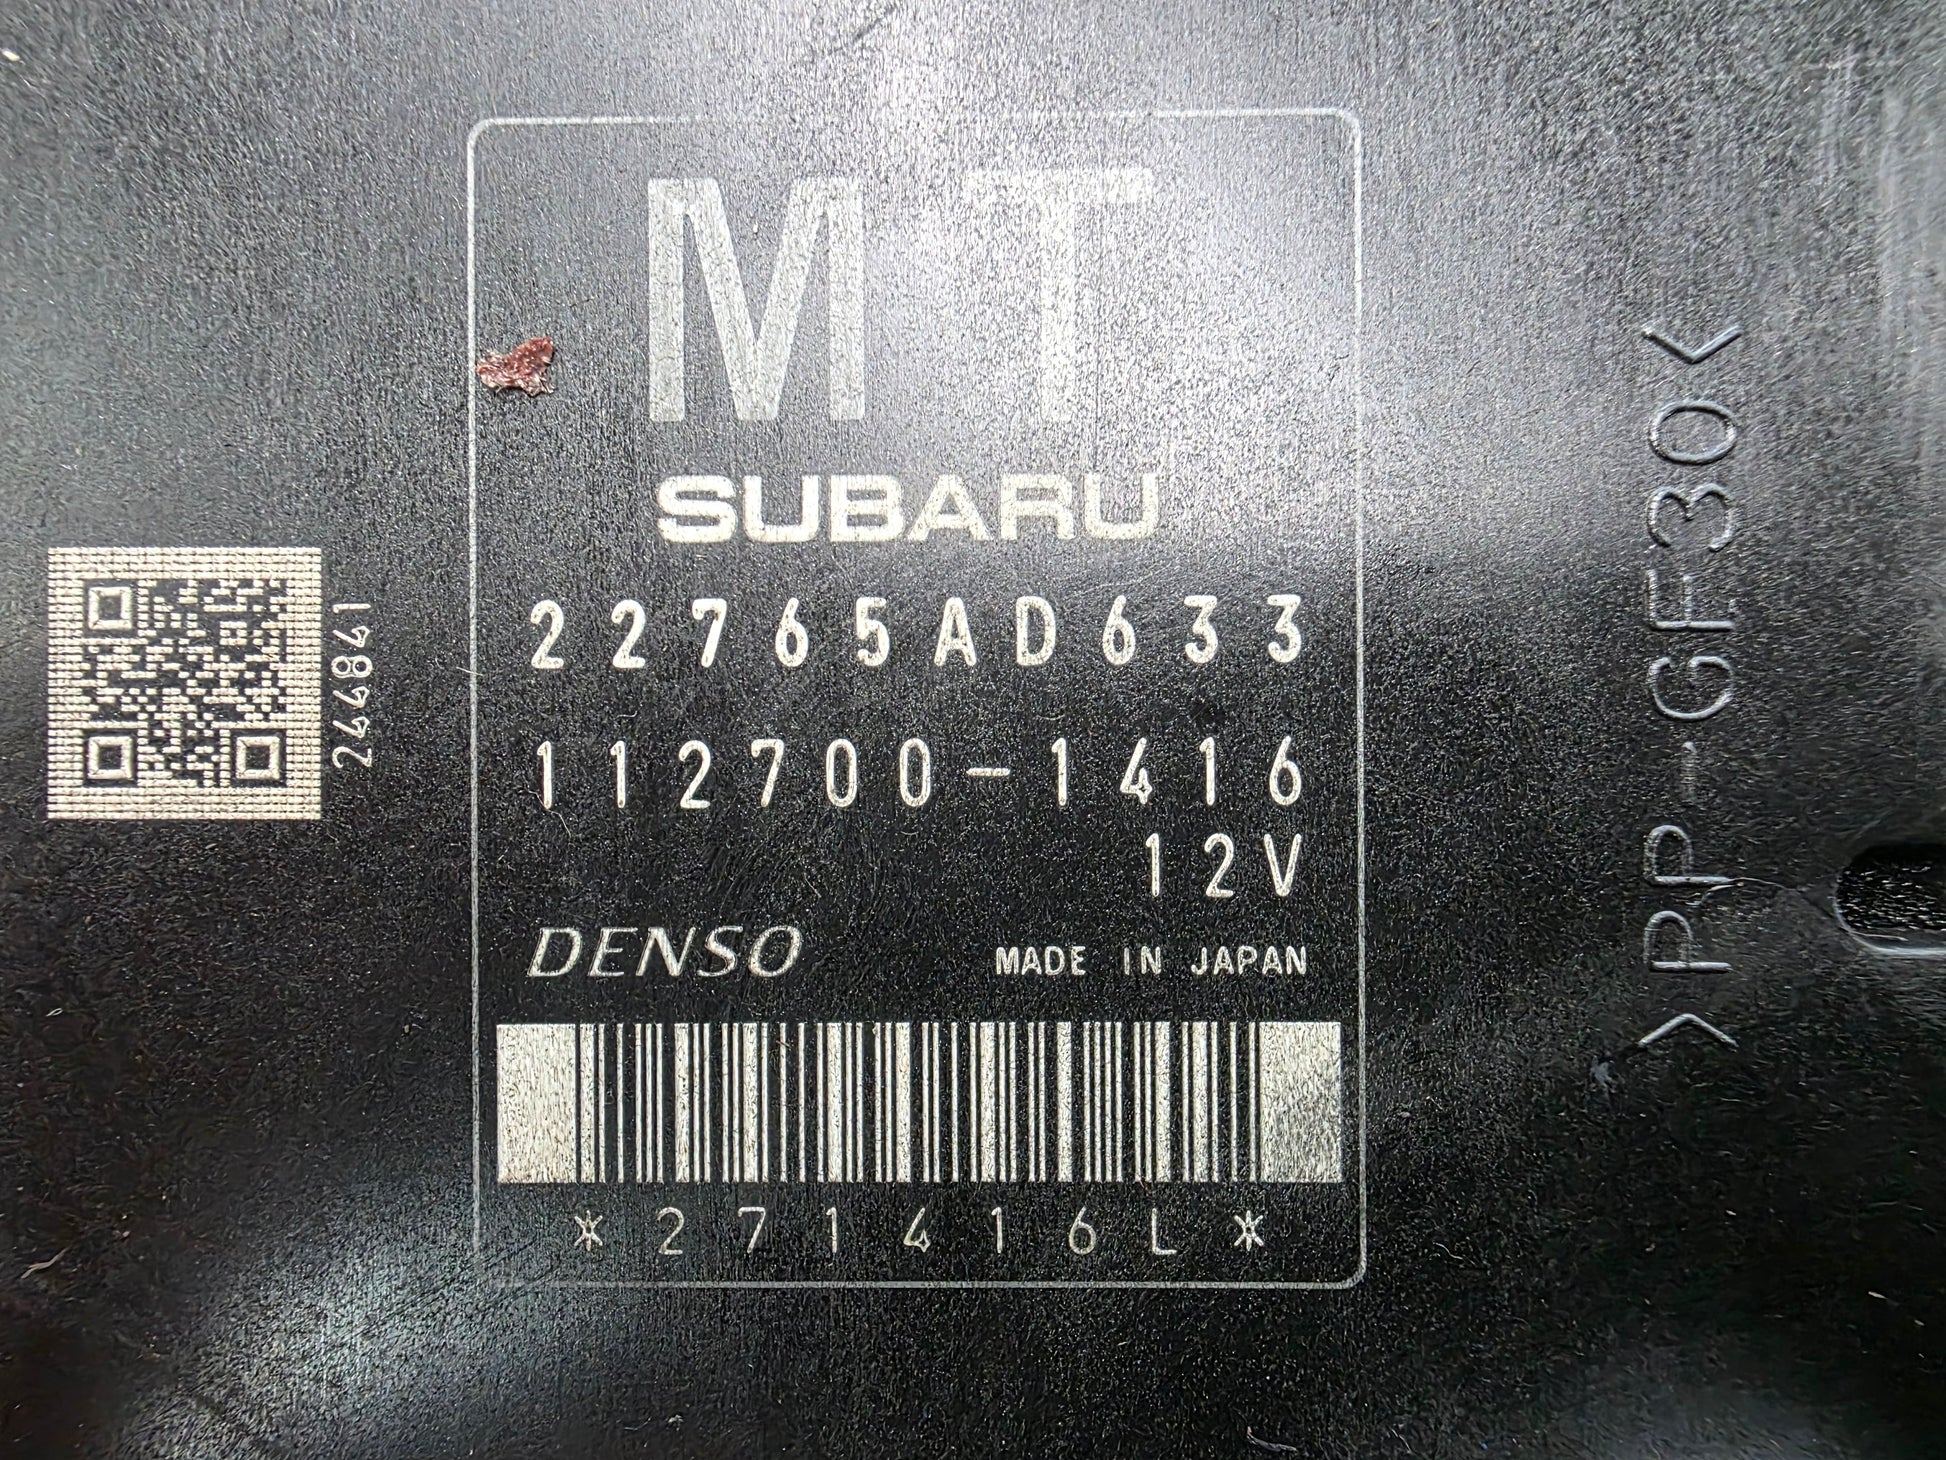 MT
SUBARU
22765AD633
112700-1416
12V
DENSO MADE IN JAPAN
*271416L*
244841
>PP-GF30<